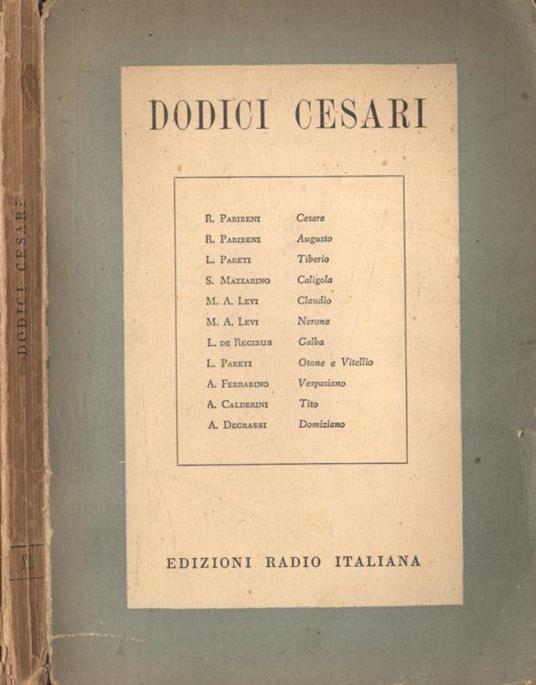 DODICI CESARI
R. PARIBENI Cesare
R. PARIBENI Augusto
L. PARETI Tiberio
S. MAZZARINO Caligola
M. A. LEVI Claudio
M. A. LEVI Nerone
L. DE REGIBUS Galba
L. PARETI Otone e Vitellio
A. FERRABINO Vespasiano
A. CALDERINI Tito
A. DEGRASSI Domiziano
EDIZIONI RADIO ITALIANA
DODICI CESARI